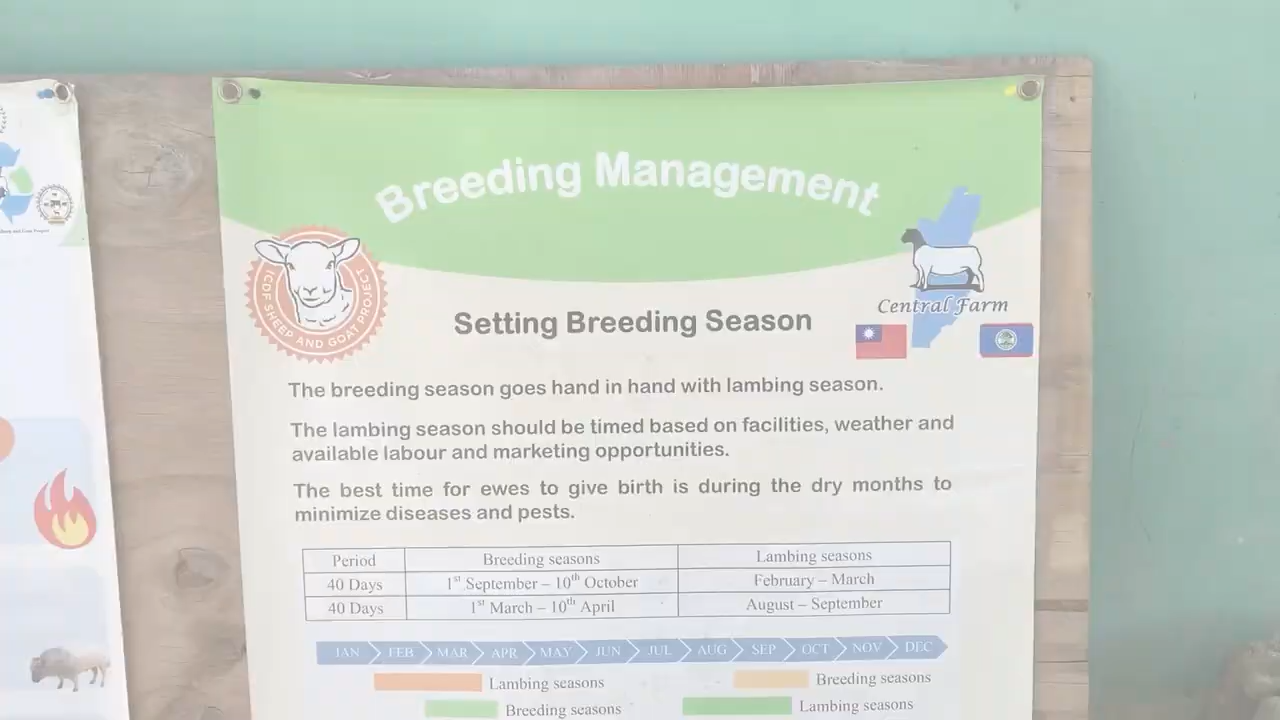 Breeding Management
ICDF SHEEP AND GOAT PROJECT
Central Farm
Setting Breeding Season
The breeding season goes hand in hand with lambing season.
The lambing season should be timed based on facilities, weather and
available labour and marketing opportunities.
The best time for ewes to give birth is during the dry months to
minimize diseases and pests.
Period Breeding seasons Lambing seasons
40 Days 1st September – 10th October February – March
40 Days 1st March – 10th April August – September
JAN FEB MAR APR MAY JUN JUL AUG SEP OCT NOV DEC
Lambing seasons Breeding seasons
Breeding seasons Lambing seasons